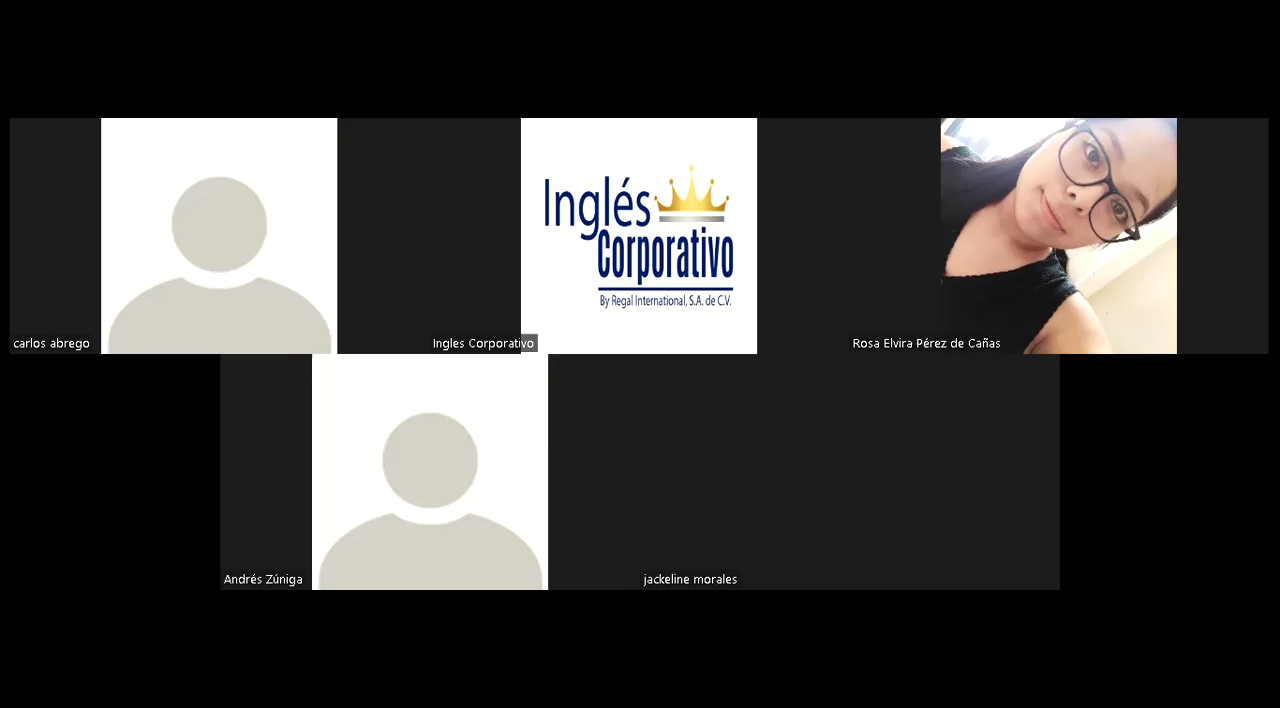 Inglés
Corporativo
By Regal International, S.A. de C.V.
carlos abrego
Ingles Corporativo
Rosa Elvira Pérez de Cañas
Andrés Zúniga
jackeline morales